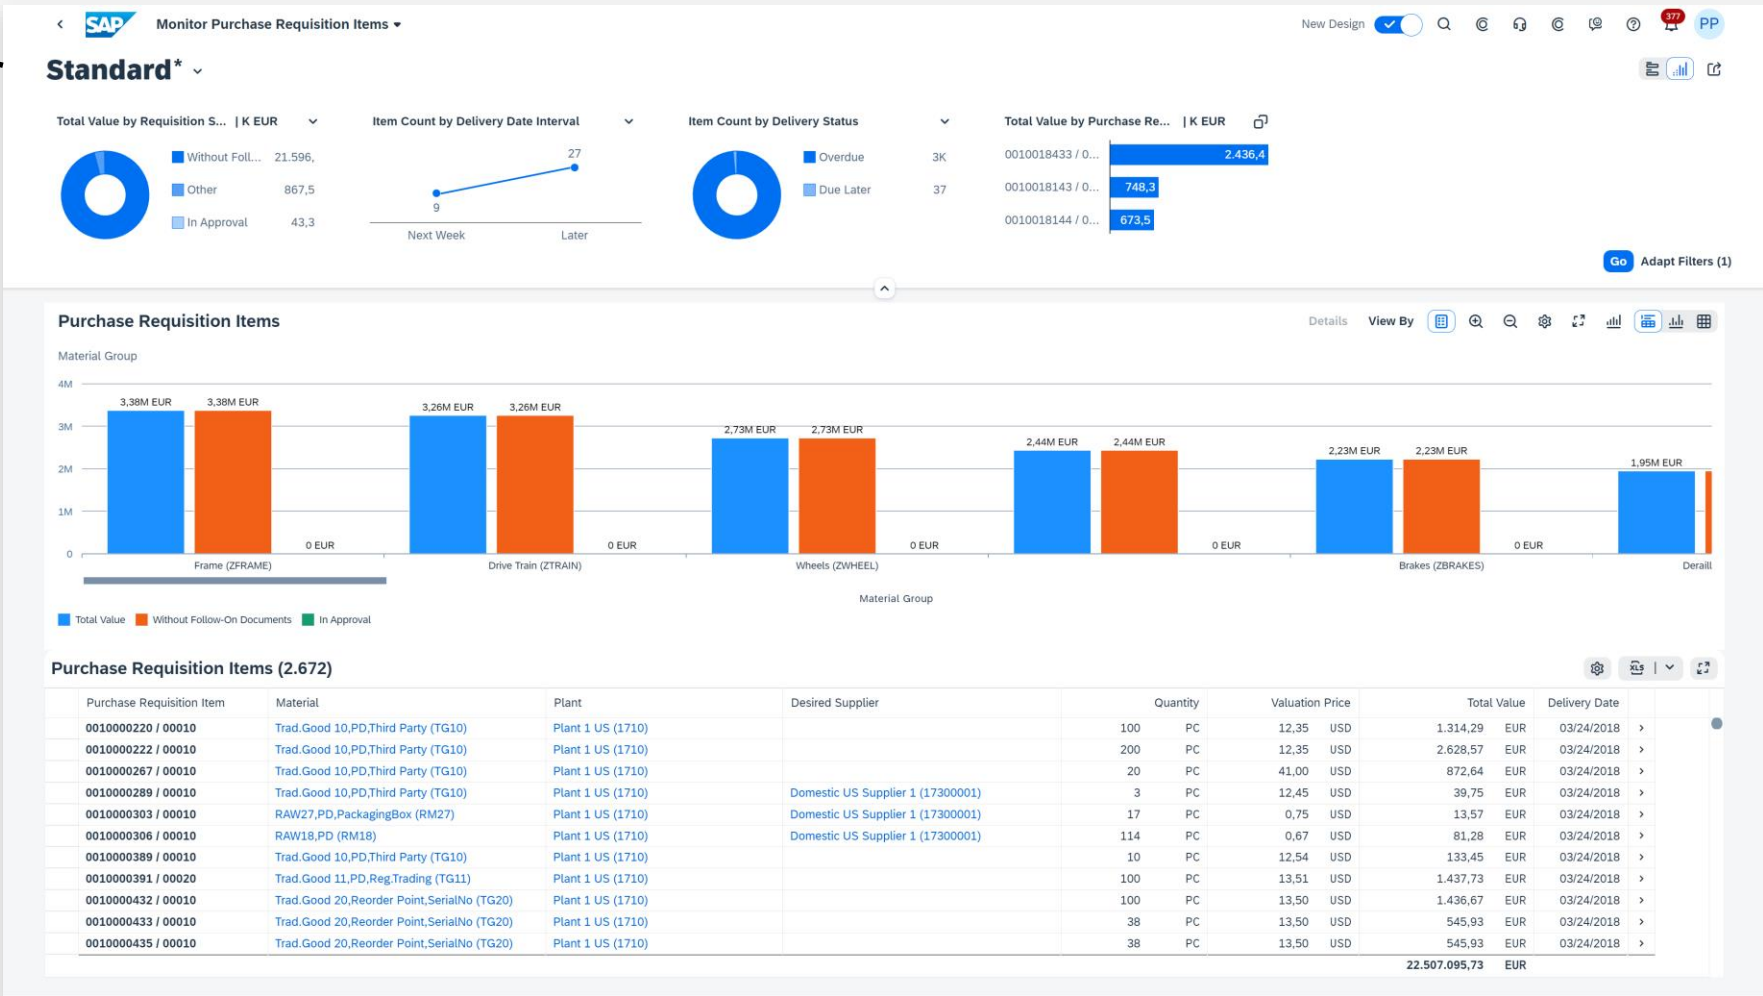 SAP Monitor Purchase Requisition Items
New Design 377 PP
Standard*
Total Value by Requisition S... | K EUR
Without Foll... 21.596,
Other 867,5
In Approval 43,3
Item Count by Delivery Date Interval
27
9
Next Week Later
Item Count by Delivery Status
Overdue 3K
Due Later 37
Total Value by Purchase Re... | K EUR
0010018433 / 0... 2.436,4
0010018143 / 0... 748,3
0010018144 / 0... 673,5
Go Adapt Filters (1)
Purchase Requisition Items
Details View By
Material Group
4M
3M
2M
1M
0
3,38M EUR 3,38M EUR 0 EUR
3,26M EUR 3,26M EUR 0 EUR
2,73M EUR 2,73M EUR 0 EUR
2,44M EUR 2,44M EUR 0 EUR
2,23M EUR 2,23M EUR 0 EUR
1,95M EUR
Frame (ZFRAME) Drive Train (ZTRAIN) Wheels (ZWHEEL) Brakes (ZBRAKES) Deraill
Material Group
Total Value Without Follow-On Documents In Approval
Purchase Requisition Items (2.672)
XLS
Purchase Requisition Item Material Plant Desired Supplier Quantity Valuation Price Total Value Delivery Date
0010000220 / 00010 Trad.Good 10,PD,Third Party (TG10) Plant 1 US (1710) 100 PC 12,35 USD 1.314,29 EUR 03/24/2018
0010000222 / 00010 Trad.Good 10,PD,Third Party (TG10) Plant 1 US (1710) 200 PC 12,35 USD 2.628,57 EUR 03/24/2018
0010000267 / 00010 Trad.Good 10,PD,Third Party (TG10) Plant 1 US (1710) 20 PC 41,00 USD 872,64 EUR 03/24/2018
0010000289 / 00010 Trad.Good 10,PD,Third Party (TG10) Plant 1 US (1710) Domestic US Supplier 1 (17300001) 3 PC 12,45 USD 39,75 EUR 03/24/2018
0010000303 / 00010 RAW27,PD,PackagingBox (RM27) Plant 1 US (1710) Domestic US Supplier 1 (17300001) 17 PC 0,75 USD 13,57 EUR 03/24/2018
0010000306 / 00010 RAW18,PD (RM18) Plant 1 US (1710) Domestic US Supplier 1 (17300001) 114 PC 0,67 USD 81,28 EUR 03/24/2018
0010000389 / 00010 Trad.Good 10,PD,Third Party (TG10) Plant 1 US (1710) 10 PC 12,54 USD 133,45 EUR 03/24/2018
0010000391 / 00020 Trad.Good 11,PD,Reg.Trading (TG11) Plant 1 US (1710) 100 PC 13,51 USD 1.437,73 EUR 03/24/2018
0010000432 / 00010 Trad.Good 20,Reorder Point,SerialNo (TG20) Plant 1 US (1710) 100 PC 13,50 USD 1.436,67 EUR 03/24/2018
0010000433 / 00010 Trad.Good 20,Reorder Point,SerialNo (TG20) Plant 1 US (1710) 38 PC 13,50 USD 545,93 EUR 03/24/2018
0010000435 / 00010 Trad.Good 20,Reorder Point,SerialNo (TG20) Plant 1 US (1710) 38 PC 13,50 USD 545,93 EUR 03/24/2018
22.507.095,73 EUR